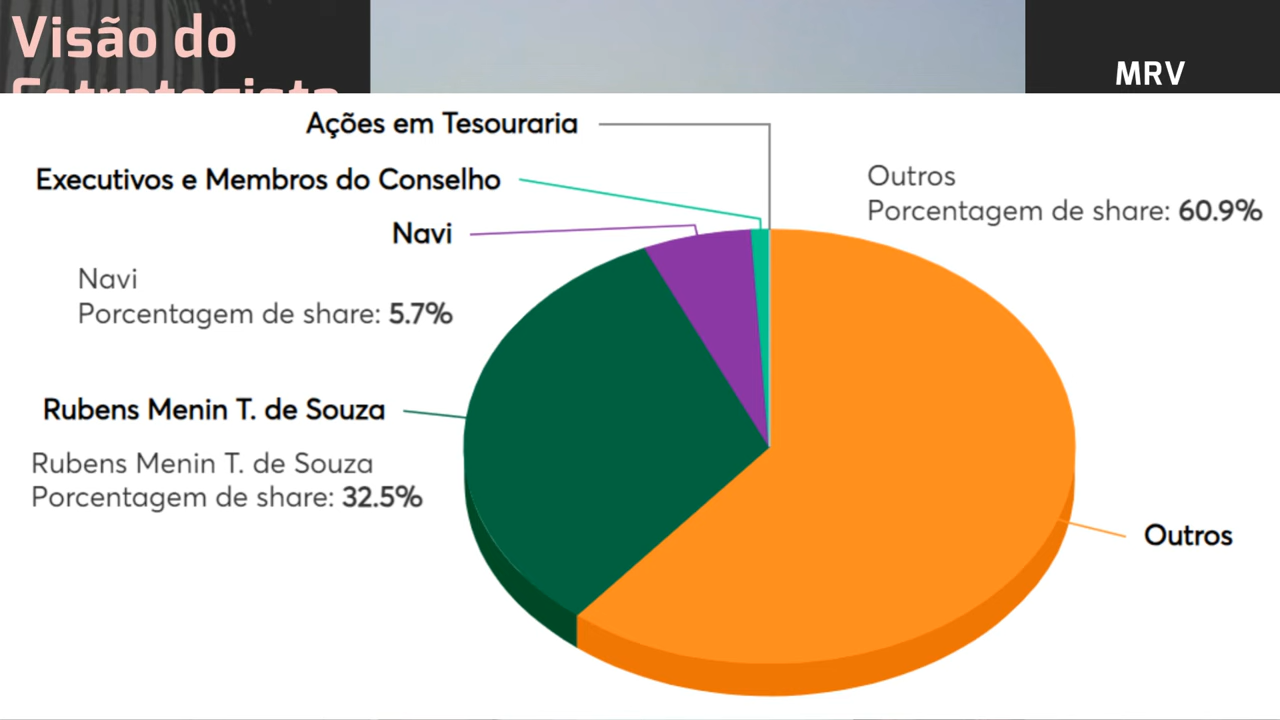 Visão do
Estrategista
MRV
Ações em Tesouraria
Executivos e Membros do Conselho
Navi
Navi
Porcentagem de share: 5.7%
Outros
Porcentagem de share: 60.9%
Rubens Menin T. de Souza
Rubens Menin T. de Souza
Porcentagem de share: 32.5%
Outros